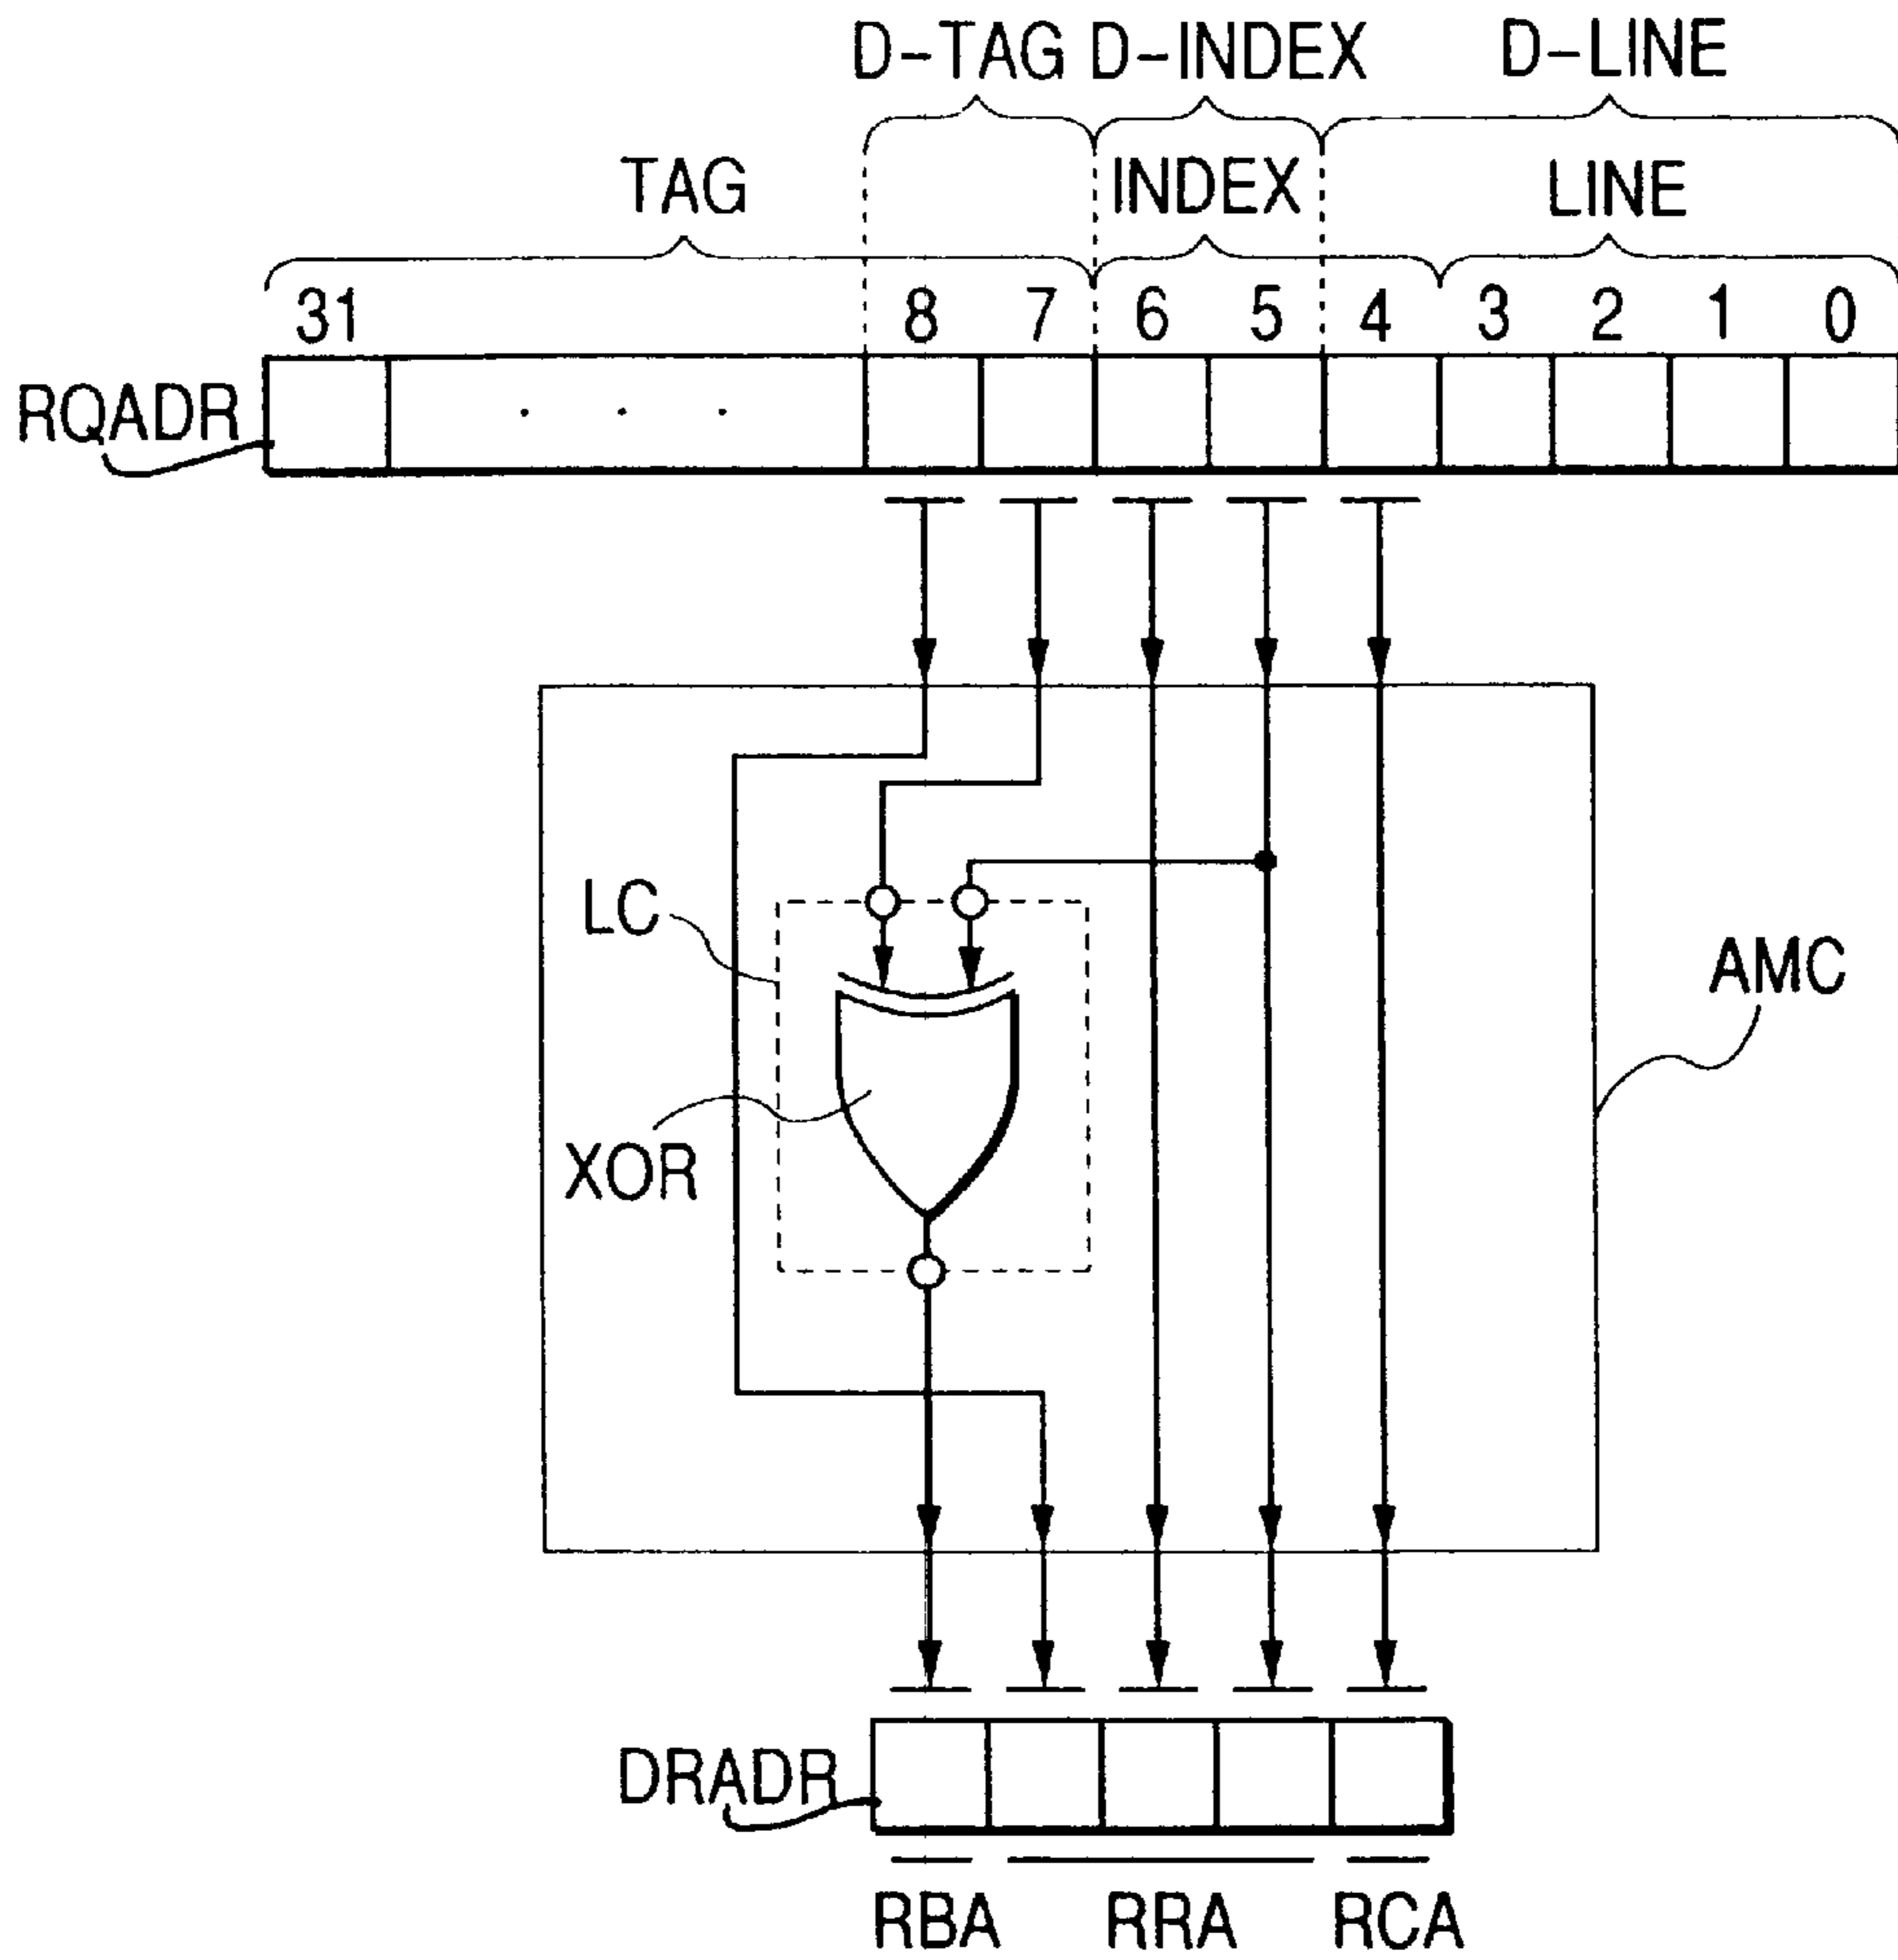 D-TAG D-INDEX D-LINE
TAG INDEX LINE
31 8 7 6 5 4 3 2 1 0
RQADR
LC
AMC
XOR
DRADR
RBA RRA RCA